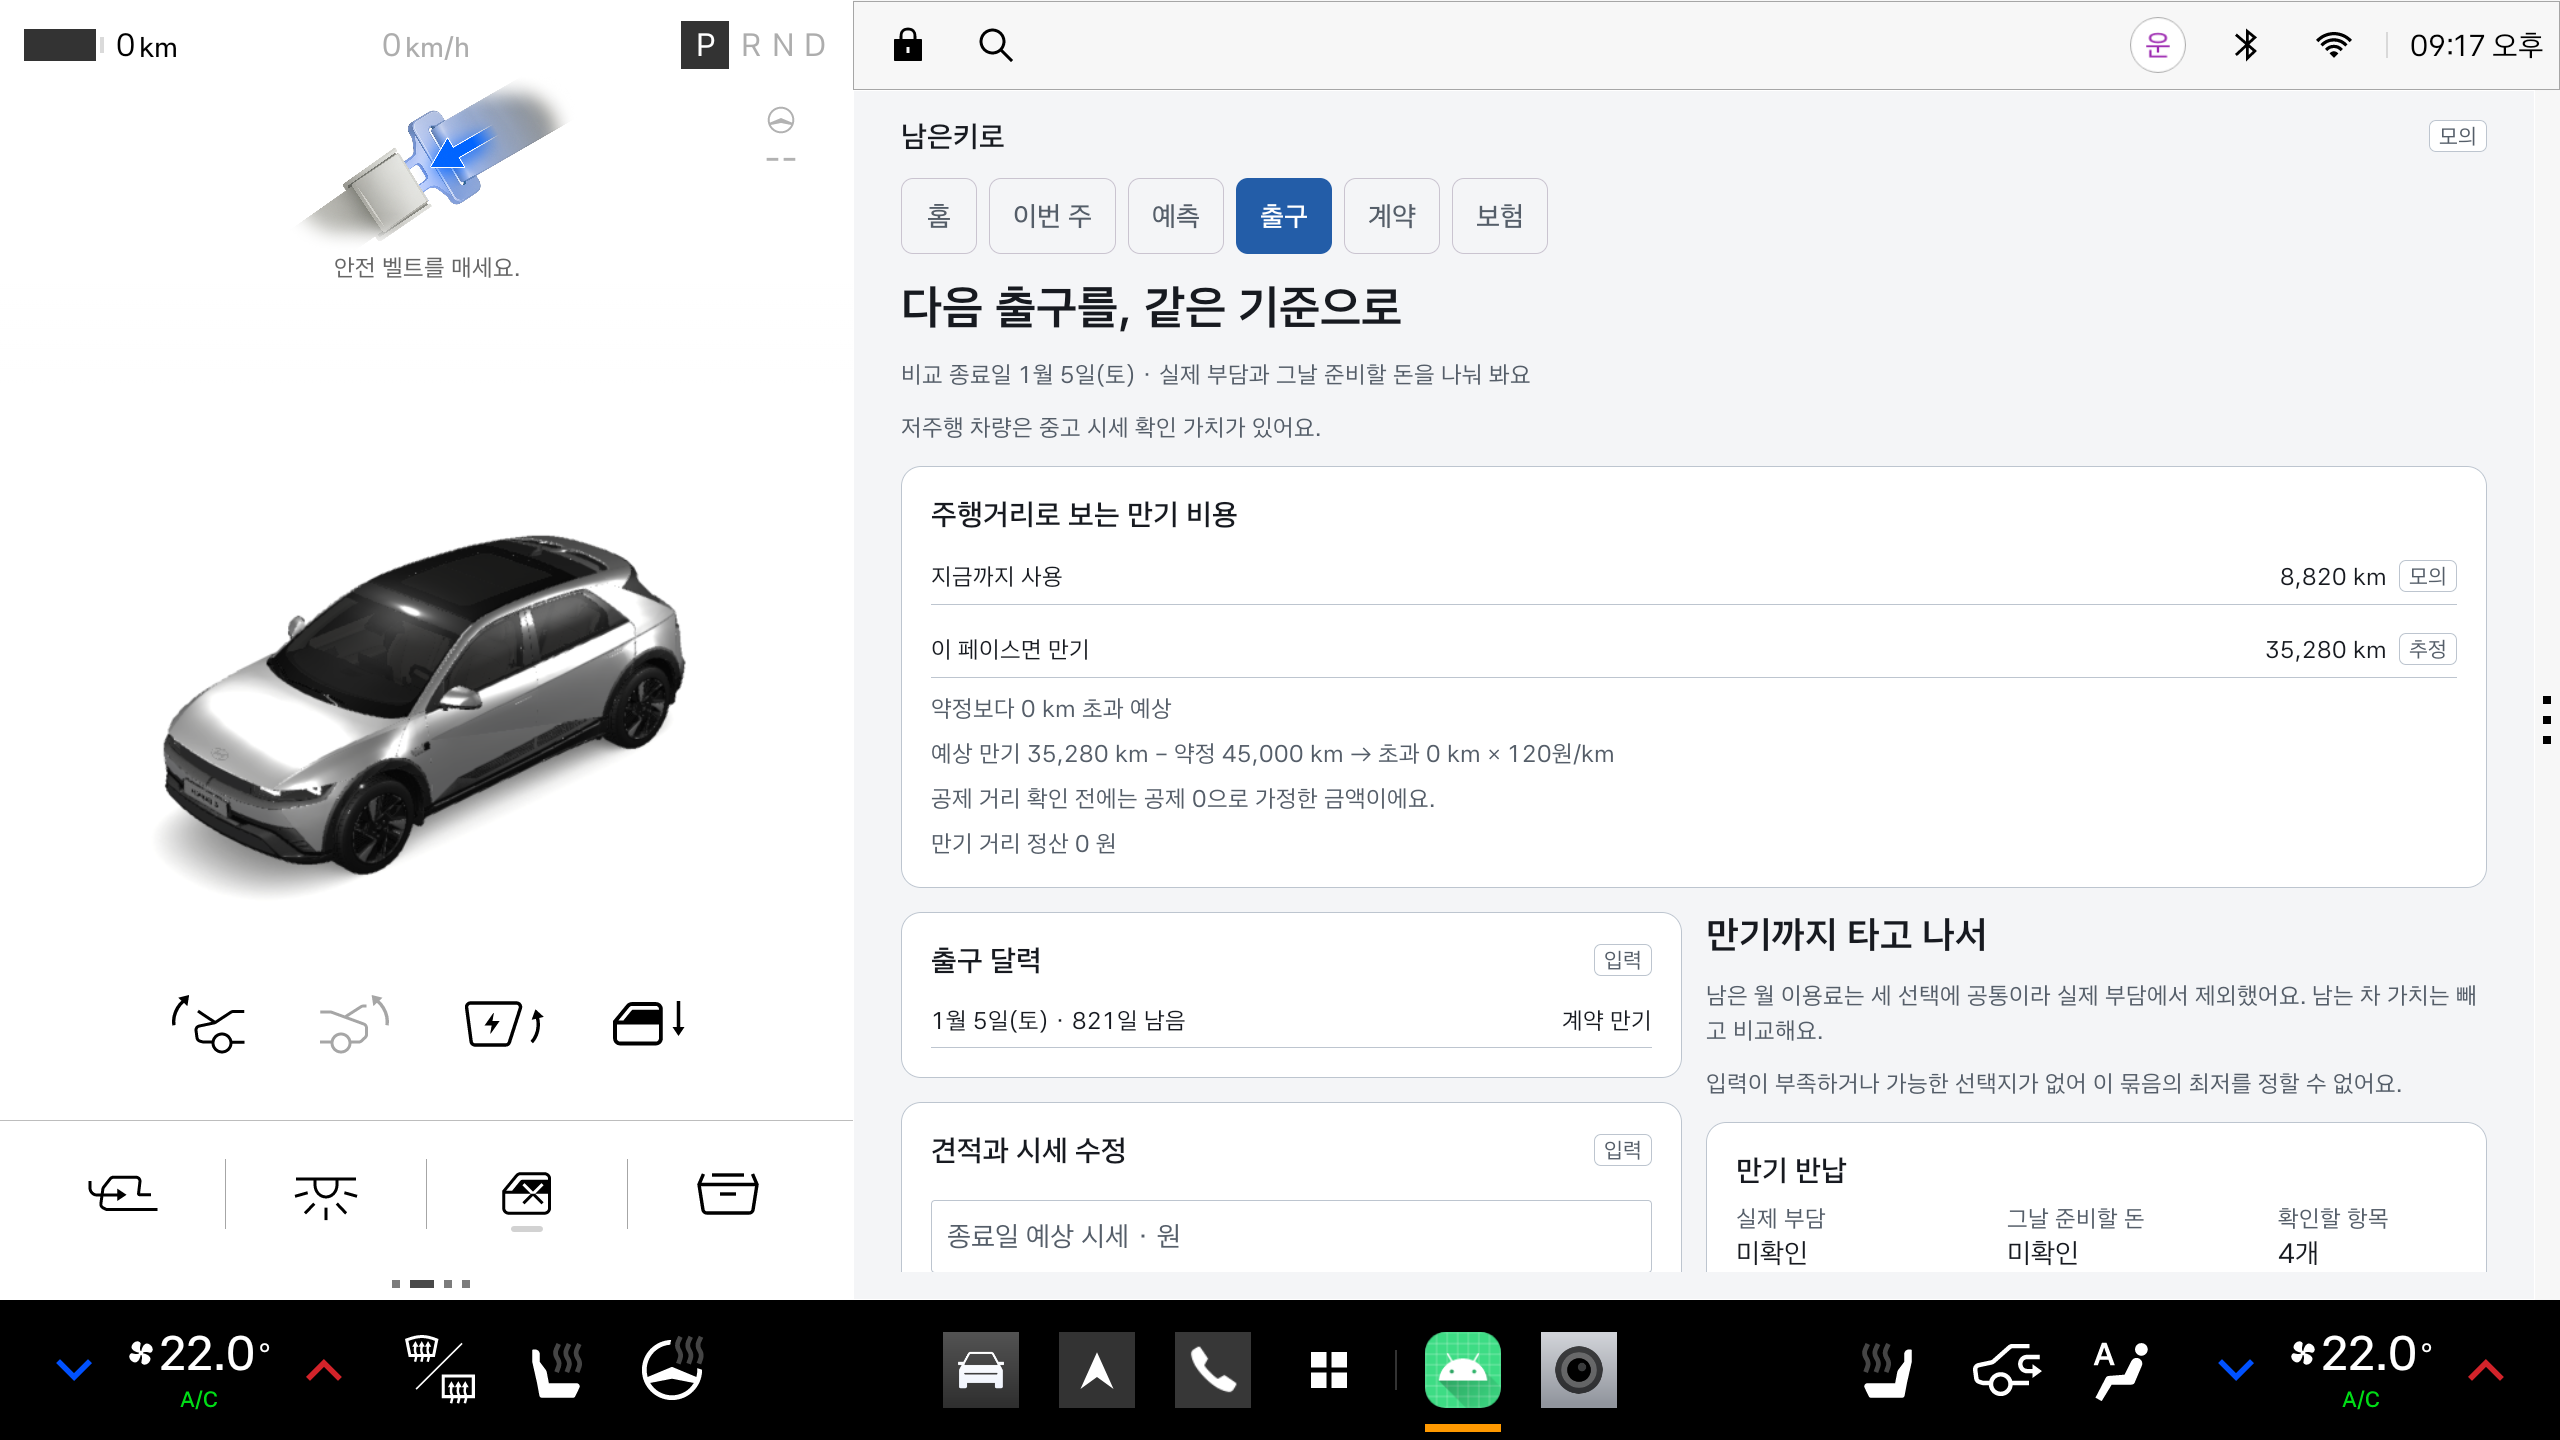 0 km
0 km/h
P R N D
안전 벨트를 매세요.
운
09:17 오후
남은키로
모의
홈
이번 주
예측
출구
계약
보험
다음 출구를, 같은 기준으로
비교 종료일 1월 5일(토) · 실제 부담과 그날 준비할 돈을 나눠 봐요
저주행 차량은 중고 시세 확인 가치가 있어요.
주행거리로 보는 만기 비용
지금까지 사용
8,820 km 모의
이 페이스면 만기
35,280 km 추정
약정보다 0 km 초과 예상
예상 만기 35,280 km − 약정 45,000 km → 초과 0 km × 120원/km
공제 거리 확인 전에는 공제 0으로 가정한 금액이에요.
만기 거리 정산 0 원
출구 달력
입력
1월 5일(토) · 821일 남음
계약 만기
견적과 시세 수정
입력
종료일 예상 시세 · 원
만기까지 타고 나서
남은 월 이용료는 세 선택에 공통이라 실제 부담에서 제외했어요. 남는 차 가치는 빼
고 비교해요.
입력이 부족하거나 가능한 선택지가 없어 이 묶음의 최저를 정할 수 없어요.
만기 반납
실제 부담
그날 준비할 돈
확인할 항목
미확인
미확인
4개
22.0°
A/C
A
22.0°
A/C